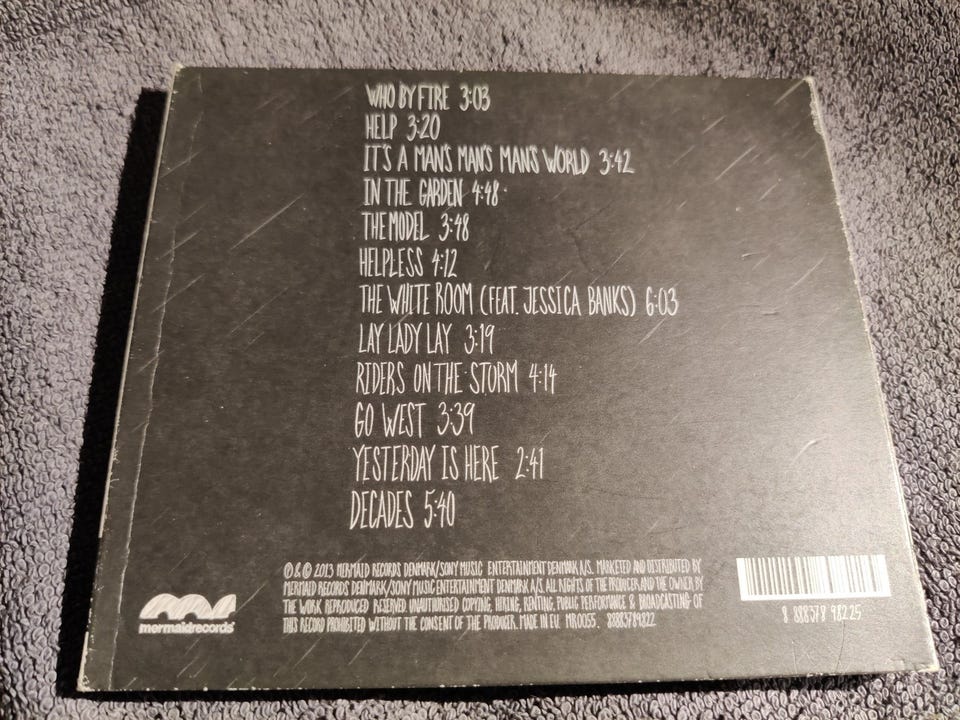 WHO BY FIRE 3:03
HELP 3:20
IT'S A MAN'S MAN'S MAN'S WORLD 3:42
IN THE GARDEN 4:48
THE MODEL 3:48
HELPLESS 4:12
THE WHITE ROOM (FEAT. JESSICA BANKS) 6:03
LAY LADY LAY 3:19
RIDERS ON THE STORM 4:14
GO WEST 3:39
YESTERDAY IS HERE 2:41
DECADES 5:40
℗ & © 2013 MERMAID RECORDS DENMARK/SONY MUSIC ENTERTAINMENT DENMARK A/S. MARKETED AND DISTRIBUTED BY
MERMAID RECORDS DENMARK/SONY MUSIC ENTERTAINMENT DENMARK A/S. ALL RIGHTS OF THE PRODUCER AND THE OWNER BY
THE WORK REPRODUCED RESERVED. UNAUTHORISED COPYING, HIRING, RENTING, PUBLIC PERFORMANCE & BROADCASTING OF
THIS RECORD PROHIBITED WITHOUT THE CONSENT OF THE PRODUCER. MADE IN EU. MR0055.
mermaidrecords